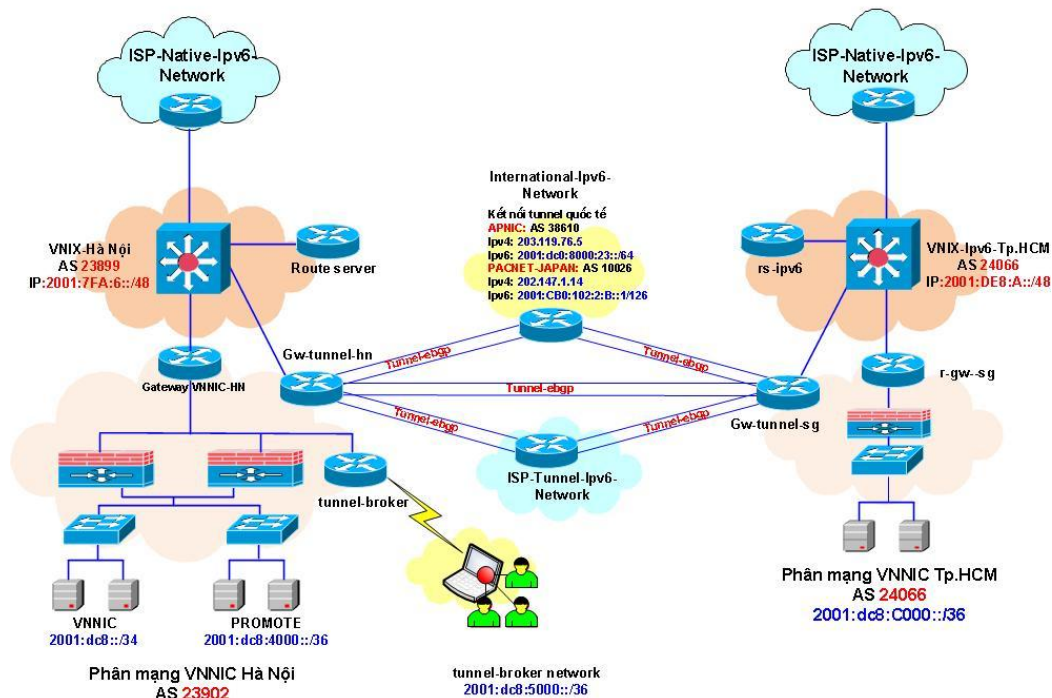 ISP-Native-Ipv6-
Network
ISP-Native-Ipv6-
Network
International-Ipv6-
Network
Kết nối tunnel quốc tế
APNIC: AS 38610
Ipv4: 203.119.76.5
Ipv6: 2001:dc0:8000:23::/64
PACNET-JAPAN: AS 10026
Ipv4: 202.147.1.14
Ipv6: 2001:CB0:102:2:B::1/126
VNIX-Hà Nội
AS 23899
IP:2001:7FA:6::/48
Route server
rs-ipv6
VNIX-Ipv6-Tp.HCM
AS 24066
IP:2001:DE8:A::/48
Gateway VNNIC-HN
Gw-tunnel-hn
Tunnel-ebgp
Tunnel-ebgp
Tunnel-ebgp
Tunnel-ebgp
Tunnel-ebgp
Gw-tunnel-sg
r-gw--sg
tunnel-broker
ISP-Tunnel-Ipv6-
Network
VNNIC
2001:dc8::/34
PROMOTE
2001:dc8:4000::/36
Phân mạng VNNIC Hà Nội
AS 23902
tunnel-broker network
2001:dc8:5000::/36
Phân mạng VNNIC Tp.HCM
AS 24066
2001:dc8:C000::/36